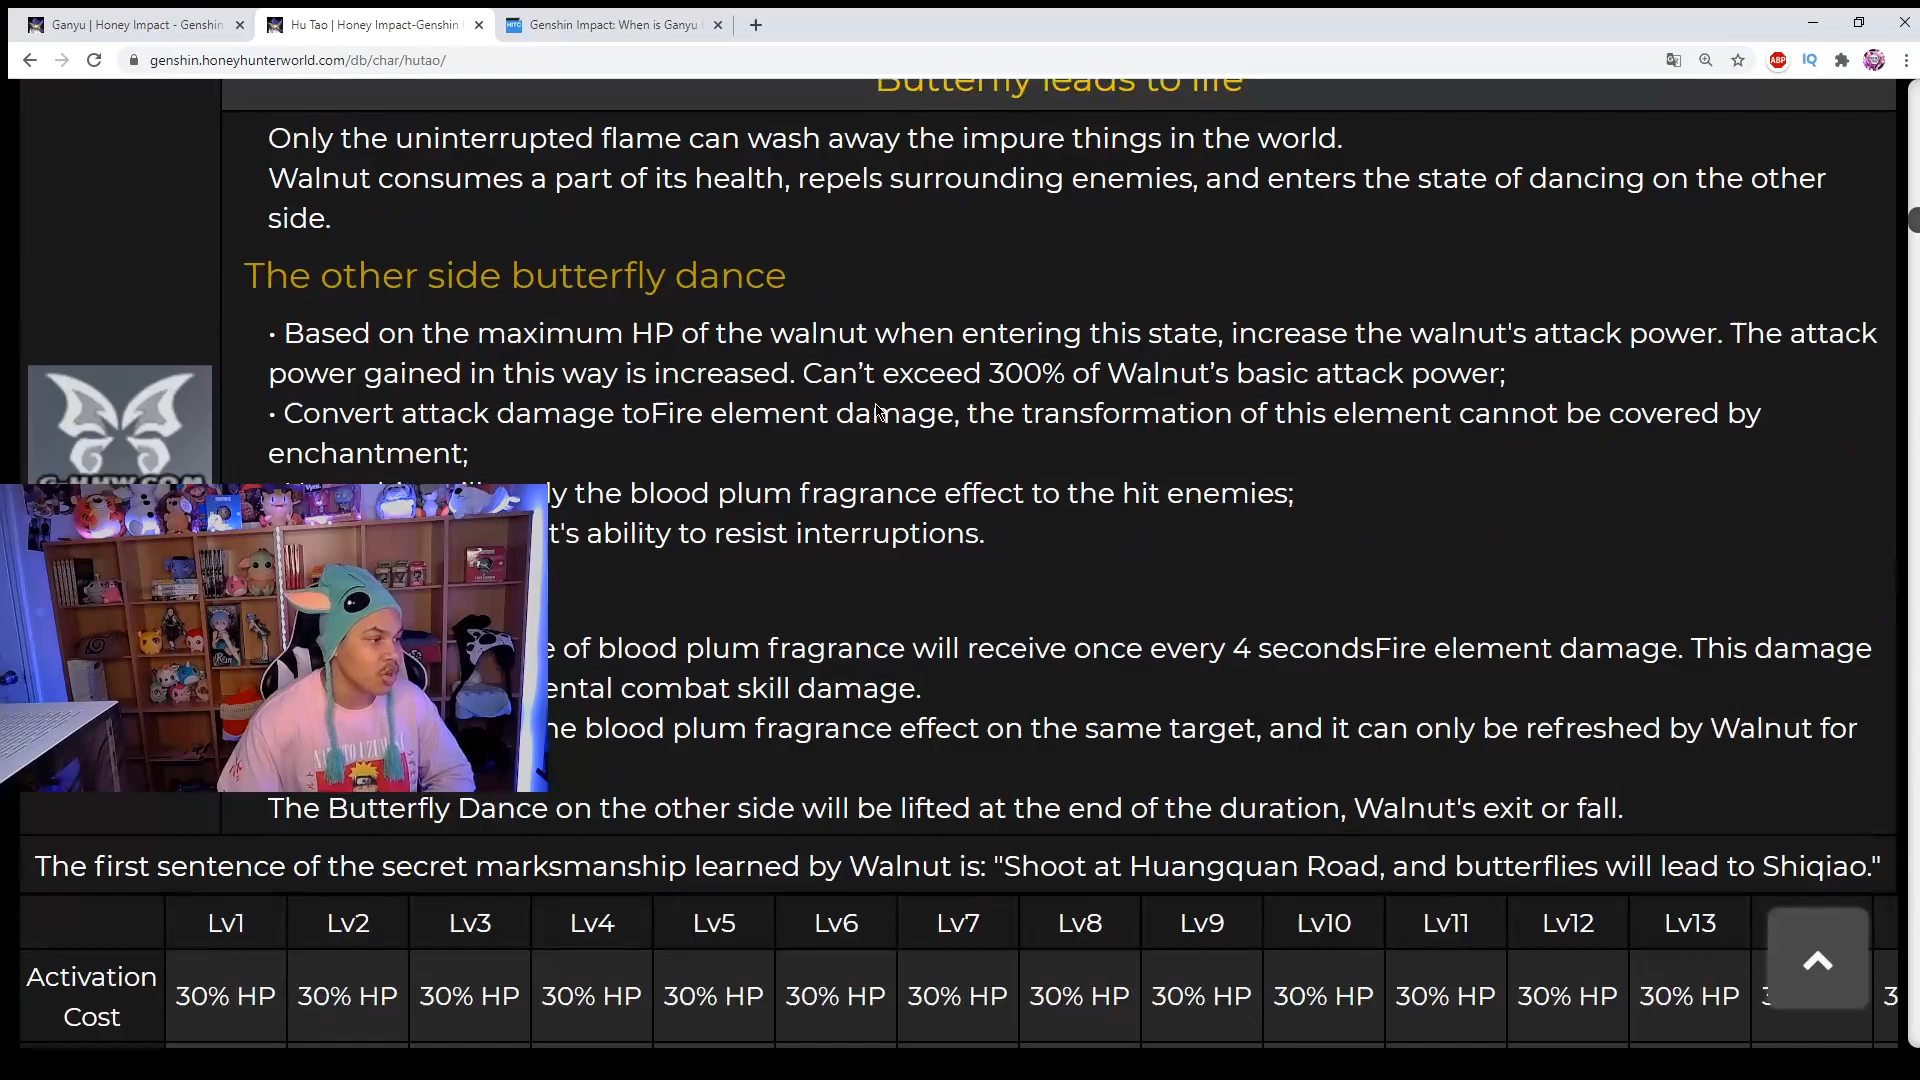 Ganyu | Honey Impact - Genshin
Hu Tao | Honey Impact-Genshin
HITC
Genshin Impact: When is Ganyu
genshin.honeyhunterworld.com/db/char/hutao/
ABP
IQ
Butterfly leads to life
Only the uninterrupted flame can wash away the impure things in the world.
Walnut consumes a part of its health, repels surrounding enemies, and enters the state of dancing on the other
side.
The other side butterfly dance
• Based on the maximum HP of the walnut when entering this state, increase the walnut's attack power. The attack
power gained in this way is increased. Can’t exceed 300% of Walnut’s basic attack power;
• Convert attack damage toFire element damage, the transformation of this element cannot be covered by
enchantment;
the blood plum fragrance effect to the hit enemies;
t's ability to resist interruptions.
of blood plum fragrance will receive once every 4 secondsFire element damage. This damage
combat skill damage.
blood plum fragrance effect on the same target, and it can only be refreshed by Walnut for
The Butterfly Dance on the other side will be lifted at the end of the duration, Walnut's exit or fall.
The first sentence of the secret marksmanship learned by Walnut is: "Shoot at Huangquan Road, and butterflies will lead to Shiqiao."
Lv1 Lv2 Lv3 Lv4 Lv5 Lv6 Lv7 Lv8 Lv9 Lv10 Lv11 Lv12 Lv13
Activation
Cost
30% HP 30% HP 30% HP 30% HP 30% HP 30% HP 30% HP 30% HP 30% HP 30% HP 30% HP 30% HP 30% HP 3 3